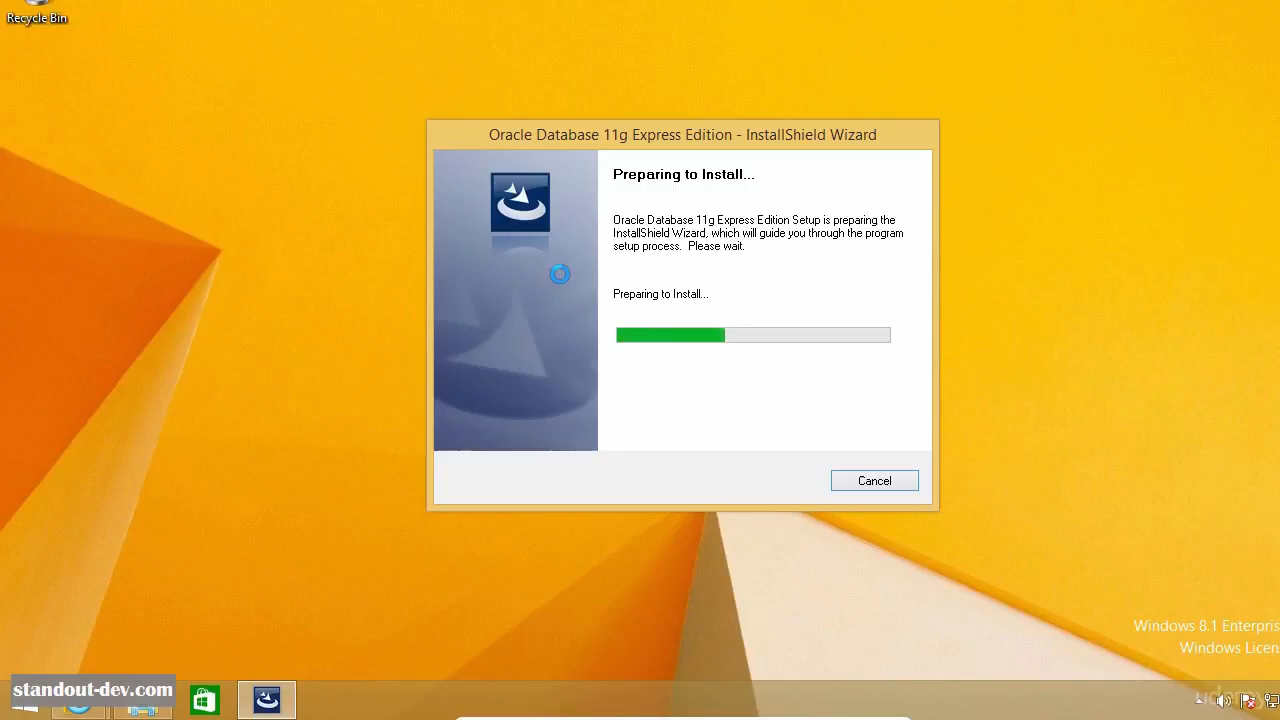 Recycle Bin
Oracle Database 11g Express Edition - InstallShield Wizard
Preparing to Install...
Oracle Database 11g Express Edition Setup is preparing the
InstallShield Wizard, which will guide you through the program
setup process. Please wait.
Preparing to Install...
Cancel
Windows 8.1 Enterpris
Windows Licen
standout-dev.com